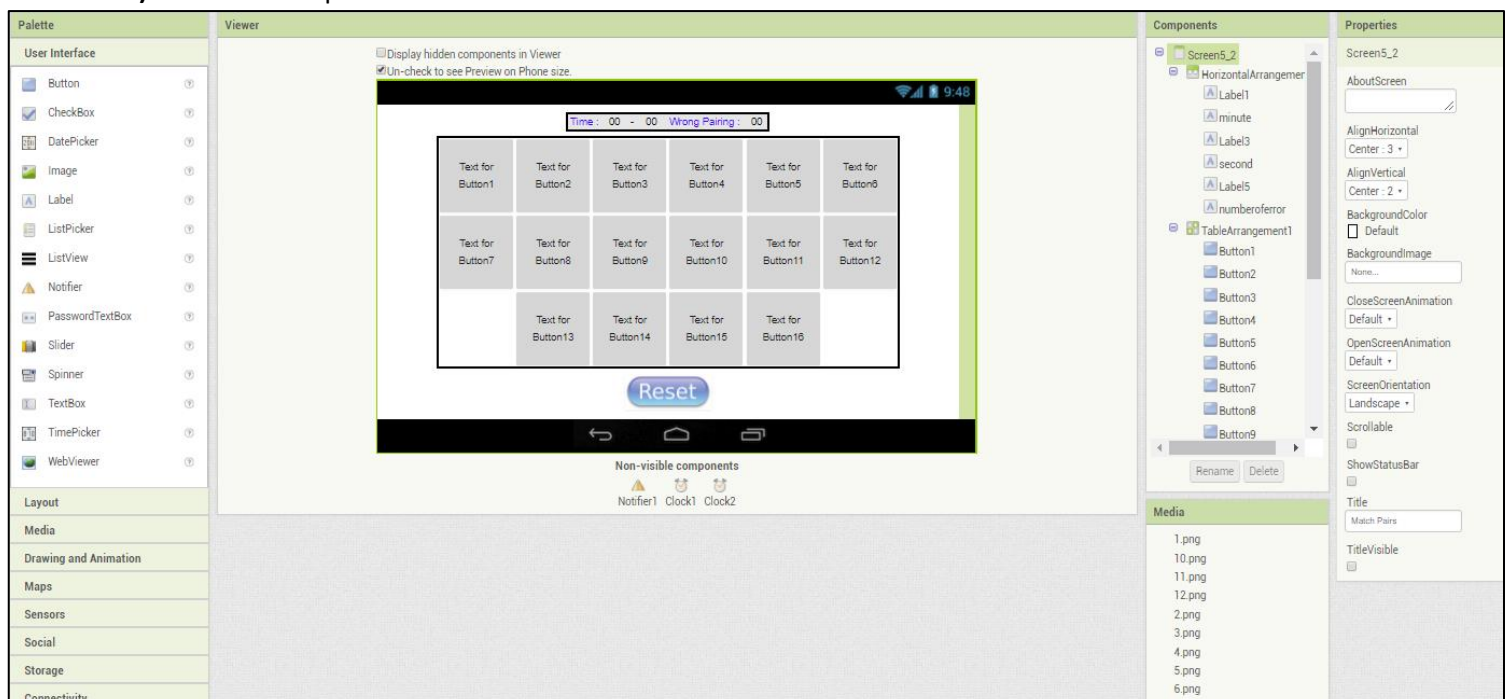 Palette
User Interface
Button
CheckBox
DatePicker
Image
Label
ListPicker
ListView
Notifier
PasswordTextBox
Slider
Spinner
TextBox
TimePicker
WebViewer
Layout
Media
Drawing and Animation
Maps
Sensors
Social
Storage
Connectivity
Viewer
Display hidden components in Viewer
Un-check to see Preview on Phone size.
9:48
Time : 00 - 00 Wrong Pairing : 00
Text for Text for Text for Text for Text for Text for
Button1 Button2 Button3 Button4 Button5 Button6
Text for Text for Text for Text for Text for Text for
Button7 Button8 Button9 Button10 Button11 Button12
Text for Text for Text for Text for
Button13 Button14 Button15 Button16
Reset
Non-visible components
Notifier1 Clock1 Clock2
Components
Screen5_2
HorizontalArrangemer
Label1
minute
Label3
second
Label5
numberoferror
TableArrangement1
Button1
Button2
Button3
Button4
Button5
Button6
Button7
Button8
Button9
Rename Delete
Media
1.png
10.png
11.png
12.png
2.png
3.png
4.png
5.png
6.png
Properties
Screen5_2
AboutScreen
AlignHorizontal
Center : 3
AlignVertical
Center : 2
BackgroundColor
Default
BackgroundImage
None...
CloseScreenAnimation
Default
OpenScreenAnimation
Default
ScreenOrientation
Landscape
Scrollable
ShowStatusBar
Title
Match Pairs
TitleVisible